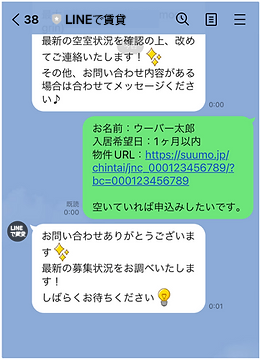 38 LINEで賃貸
最新の空室状況を確認の上、改め
てご連絡いたします！✨
その他、お問い合わせ内容がある
場合は合わせてメッセージくださ
い♪
0:00
お名前：ウーバー太郎
入居希望日：1ヶ月以内
物件URL：https://suumo.jp/
chintai/jnc_000123456789/?
bc=000123456789
空いていれば申込みしたいです。
既読
0:00
LINE
で賃貸
お問い合わせありがとうございま
す✨
最新の募集状況をお調べいたしま
す！
しばらくお待ちください💡
0:01